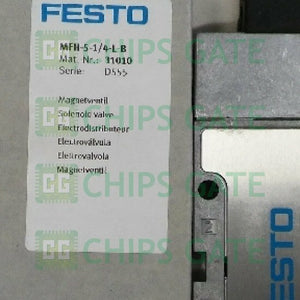 FESTO
MFH-5-1/4-L-B
Mat. Nr.: 31010
Serie: D555
Magnetventil
Solenoid valve
Electrodistributeur
Electroválvula
Elettrovalvola
Magnetventil
FESTO
CHIPS GATE
CHIPS GATE
CHIPS GATE
CHIPS GATE